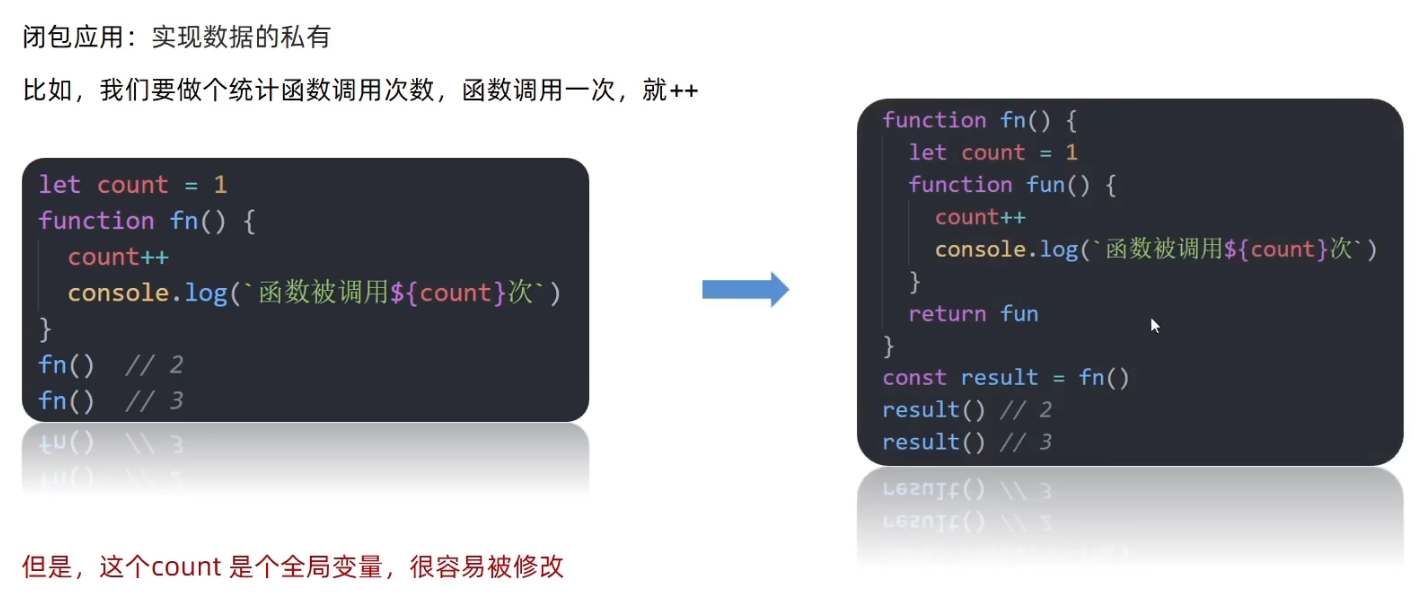 闭包应用：实现数据的私有
比如，我们要做个统计函数调用次数，函数调用一次，就++
let count = 1
function fn() {
  count++
  console.log(`函数被调用${count}次`)
}
fn()  // 2
fn()  // 3
function fn() {
  let count = 1
  function fun() {
    count++
    console.log(`函数被调用${count}次`)
  }
  return fun
}
const result = fn()
result() // 2
result() // 3
但是，这个count 是个全局变量，很容易被修改